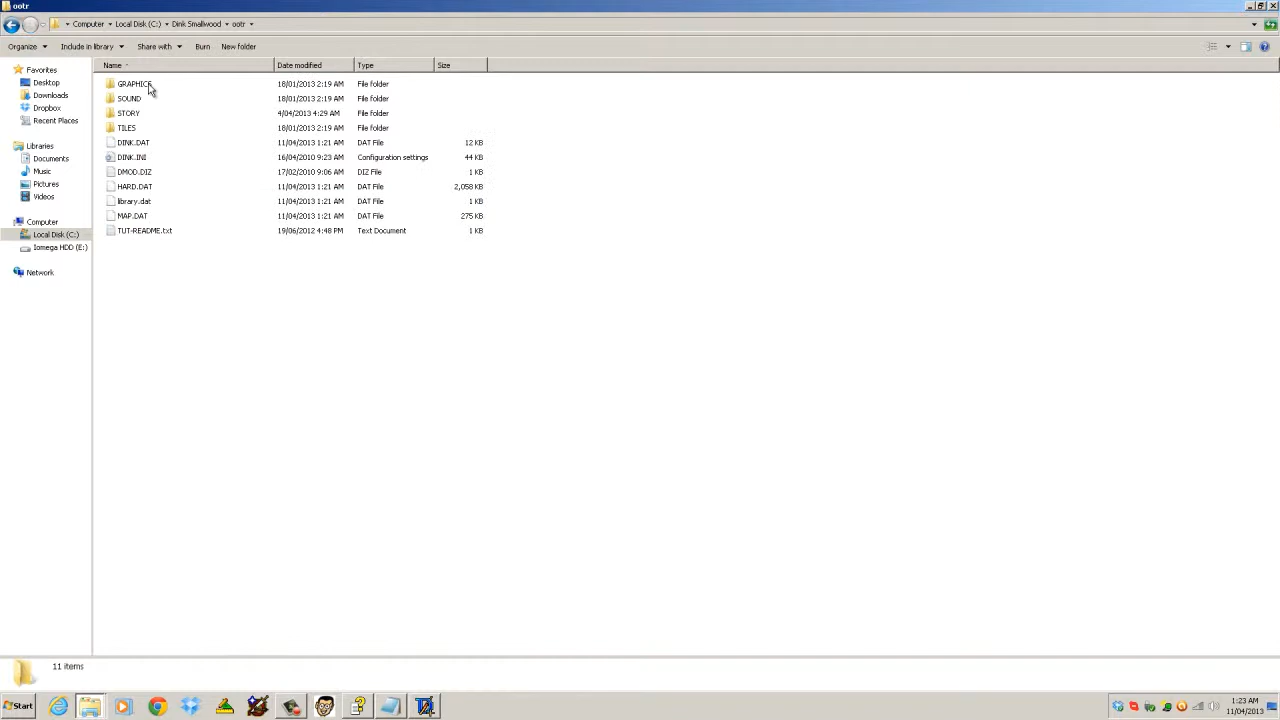 ootr
Computer Local Disk (C:) Dink Smallwood ootr
Organize Include in library Share with Burn New folder
Name Date modified Type Size
Favorites
Desktop
Downloads
Dropbox
Recent Places
Libraries
Documents
Music
Pictures
Videos
Computer
Local Disk (C:)
Iomega HDD (E:)
Network
GRAPHICS 18/01/2013 2:19 AM File folder
SOUND 18/01/2013 2:19 AM File folder
STORY 4/04/2013 4:29 AM File folder
TILES 18/01/2013 2:19 AM File folder
DINK.DAT 11/04/2013 1:21 AM DAT File 12 KB
DINK.INI 16/04/2010 9:23 AM Configuration settings 44 KB
DMOD.DIZ 17/02/2010 9:06 AM DIZ File 1 KB
HARD.DAT 11/04/2013 1:21 AM DAT File 2,058 KB
library.dat 11/04/2013 1:21 AM DAT File 1 KB
MAP.DAT 11/04/2013 1:21 AM DAT File 275 KB
TUT-README.txt 19/06/2012 4:48 PM Text Document 1 KB
11 items
Start
1:23 AM
11/04/2013